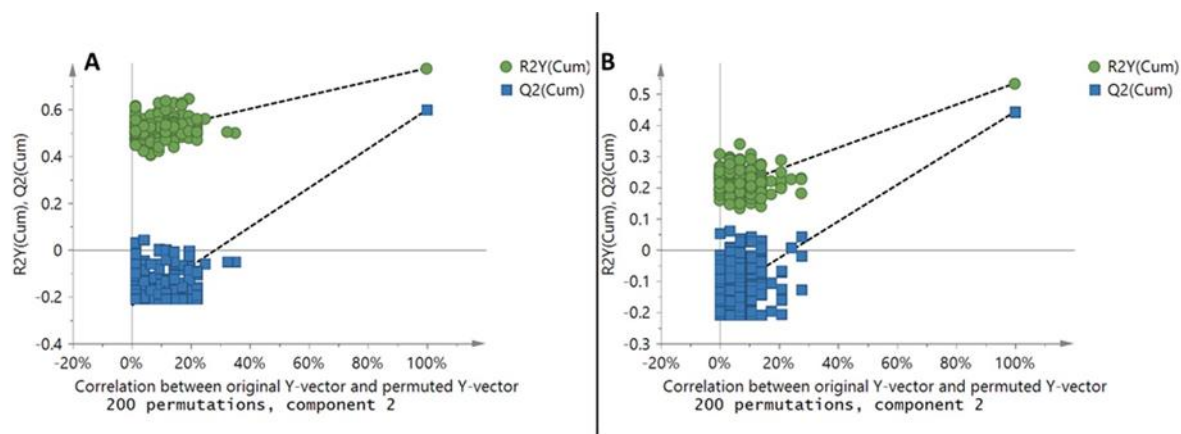 A
R2Y(Cum)
Q2(Cum)
R2Y(Cum), Q2(Cum)
0.6
0.4
0.2
0
-0.2
-0.4
-20% 0% 20% 40% 60% 80% 100%
Correlation between original Y-vector and permuted Y-vector
200 permutations, component 2
B
R2Y(Cum)
Q2(Cum)
R2Y(Cum), Q2(Cum)
0.5
0.4
0.3
0.2
0.1
0
-0.1
-0.2
-0.3
-20% 0% 20% 40% 60% 80% 100%
Correlation between original Y-vector and permuted Y-vector
200 permutations, component 2